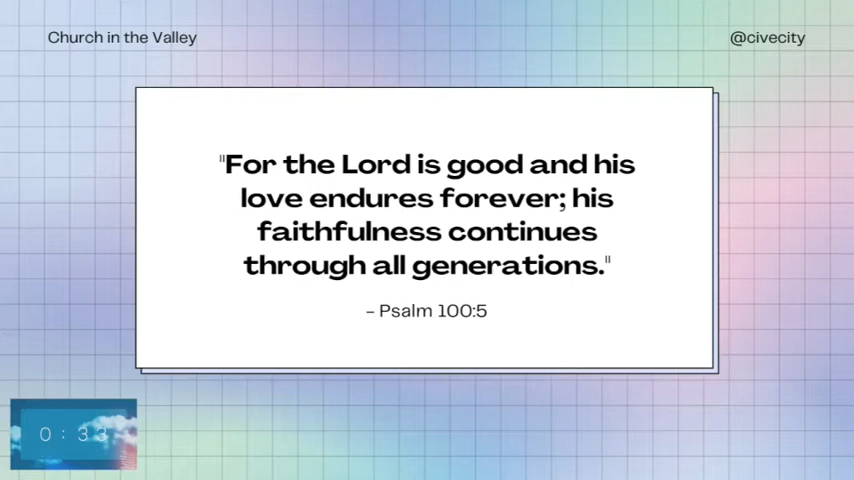 Church in the Valley
@civecity
"For the Lord is good and his
love endures forever; his
faithfulness continues
through all generations."
– Psalm 100:5
0:33